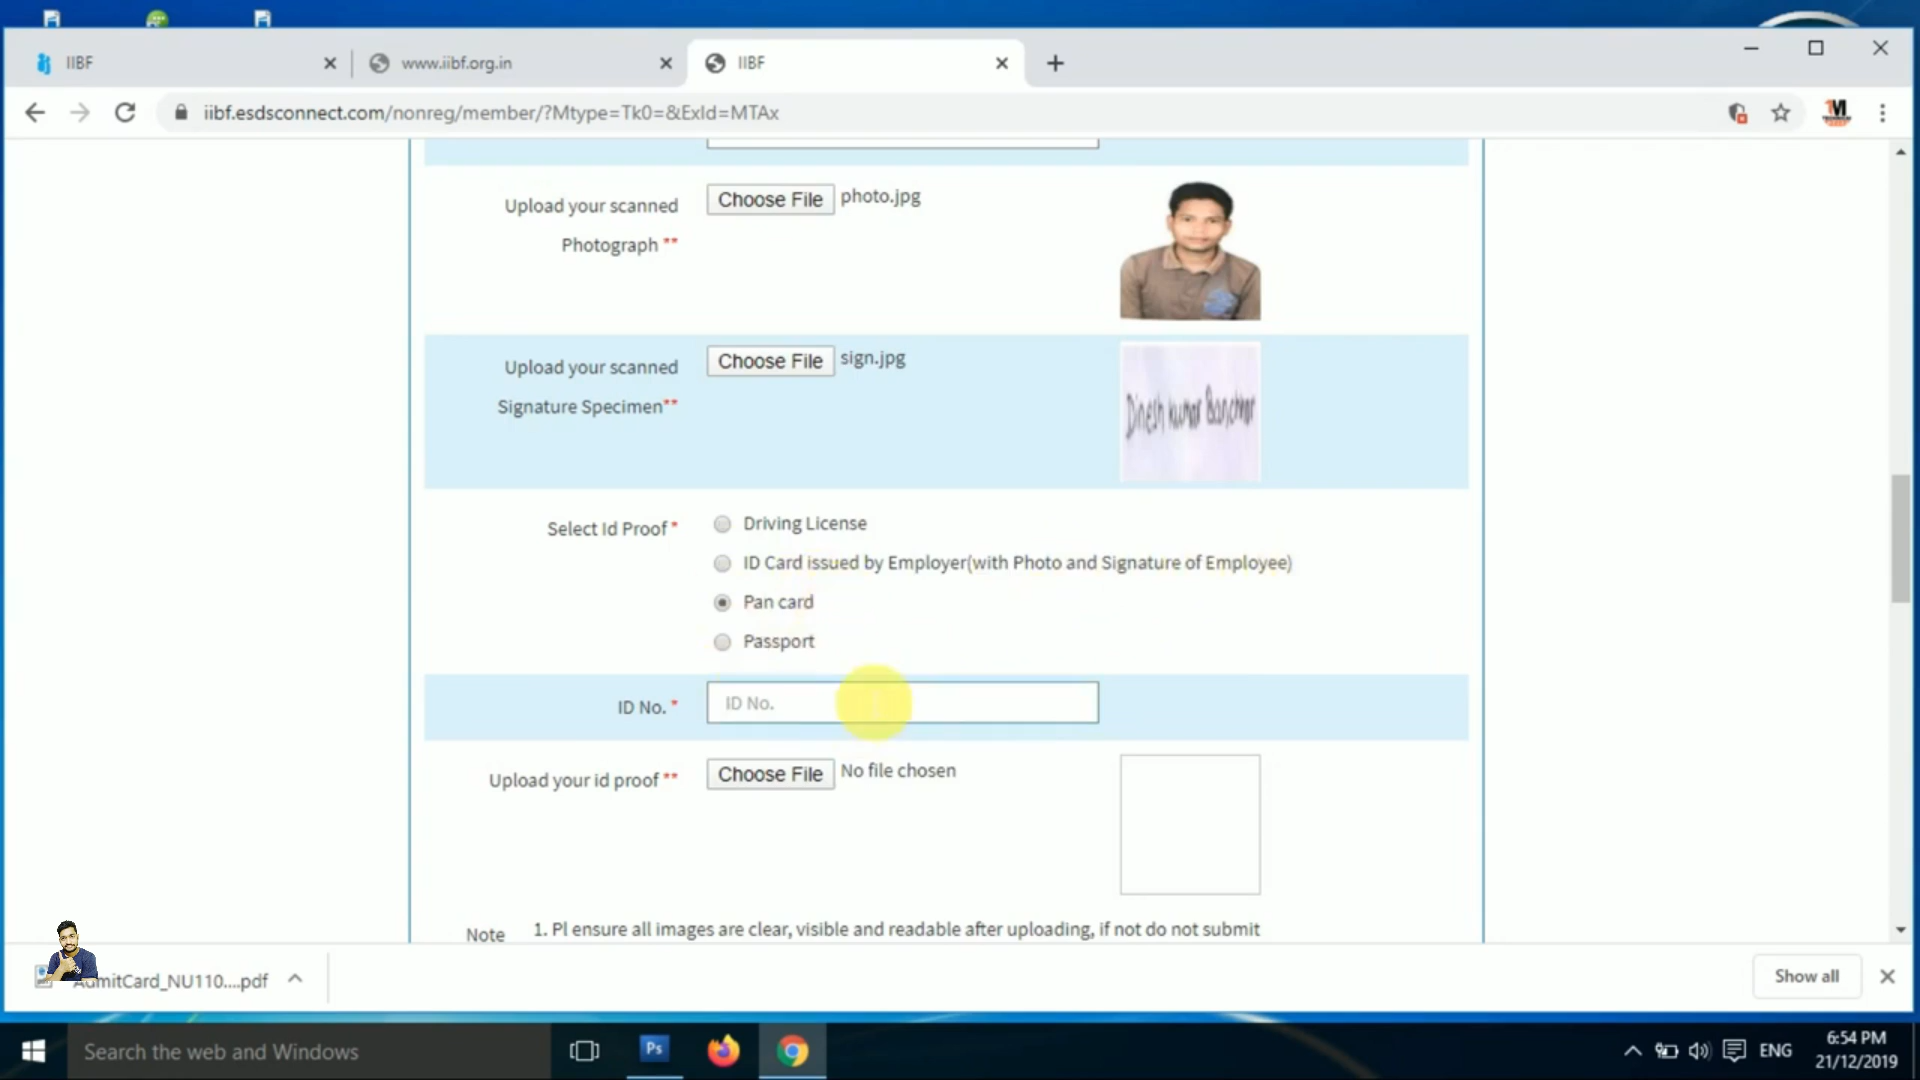 IIBF
www.iibf.org.in
IIBF
iibf.esdsconnect.com/nonreg/member/?Mtype=Tk0=&ExId=MTAx
Upload your scanned
Photograph **
Choose File photo.jpg
Upload your scanned
Signature Specimen**
Choose File sign.jpg
Dinesh kumar Banchhor
Select Id Proof *
Driving License
ID Card issued by Employer(with Photo and Signature of Employee)
Pan card
Passport
ID No. *
ID No.
Upload your id proof **
Choose File No file chosen
Note 1. Pl ensure all images are clear, visible and readable after uploading, if not do not submit
AdmitCard_NU110....pdf
Show all
Search the web and Windows
Ps
ENG
6:54 PM
21/12/2019